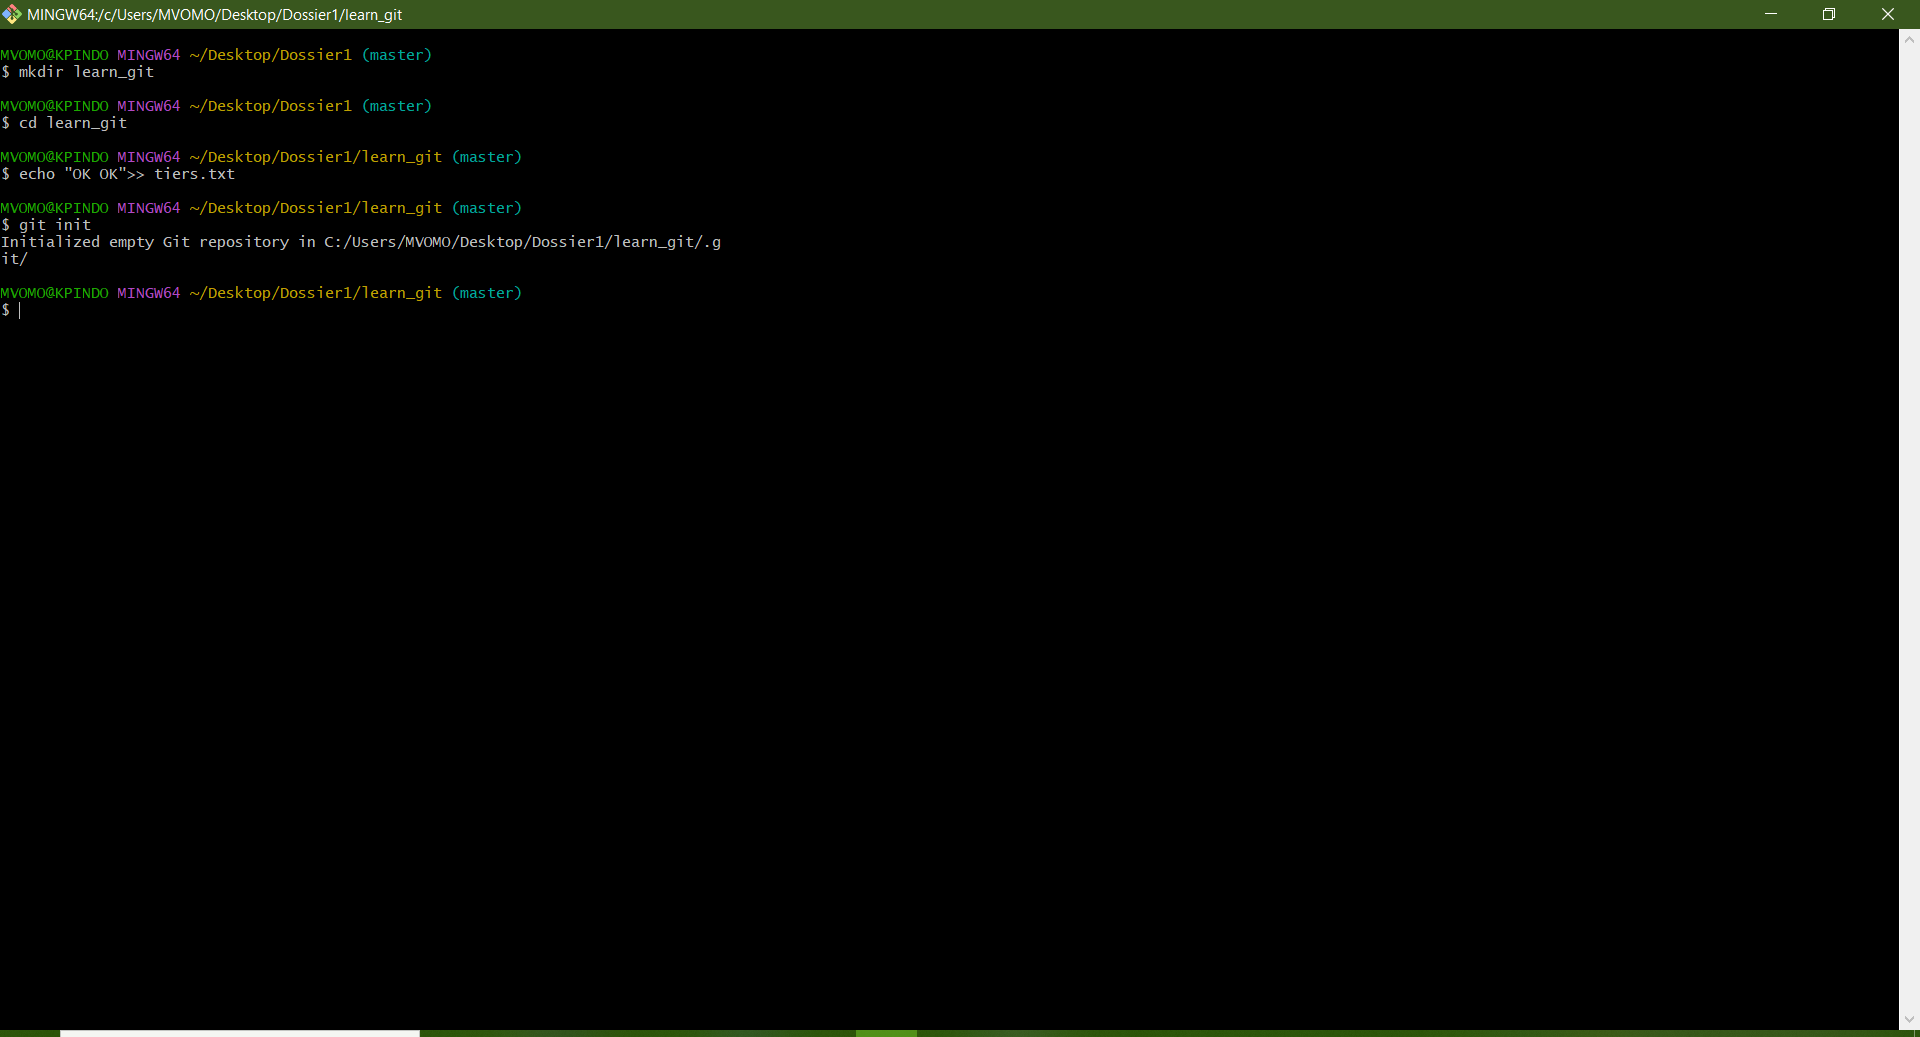 MINGW64:/c/Users/MVOMO/Desktop/Dossier1/learn_git
MVOMO@KPINDO MINGW64 ~/Desktop/Dossier1 (master)
$ mkdir learn_git
MVOMO@KPINDO MINGW64 ~/Desktop/Dossier1 (master)
$ cd learn_git
MVOMO@KPINDO MINGW64 ~/Desktop/Dossier1/learn_git (master)
$ echo "OK OK">> tiers.txt
MVOMO@KPINDO MINGW64 ~/Desktop/Dossier1/learn_git (master)
$ git init
Initialized empty Git repository in C:/Users/MVOMO/Desktop/Dossier1/learn_git/.g
it/
MVOMO@KPINDO MINGW64 ~/Desktop/Dossier1/learn_git (master)
$